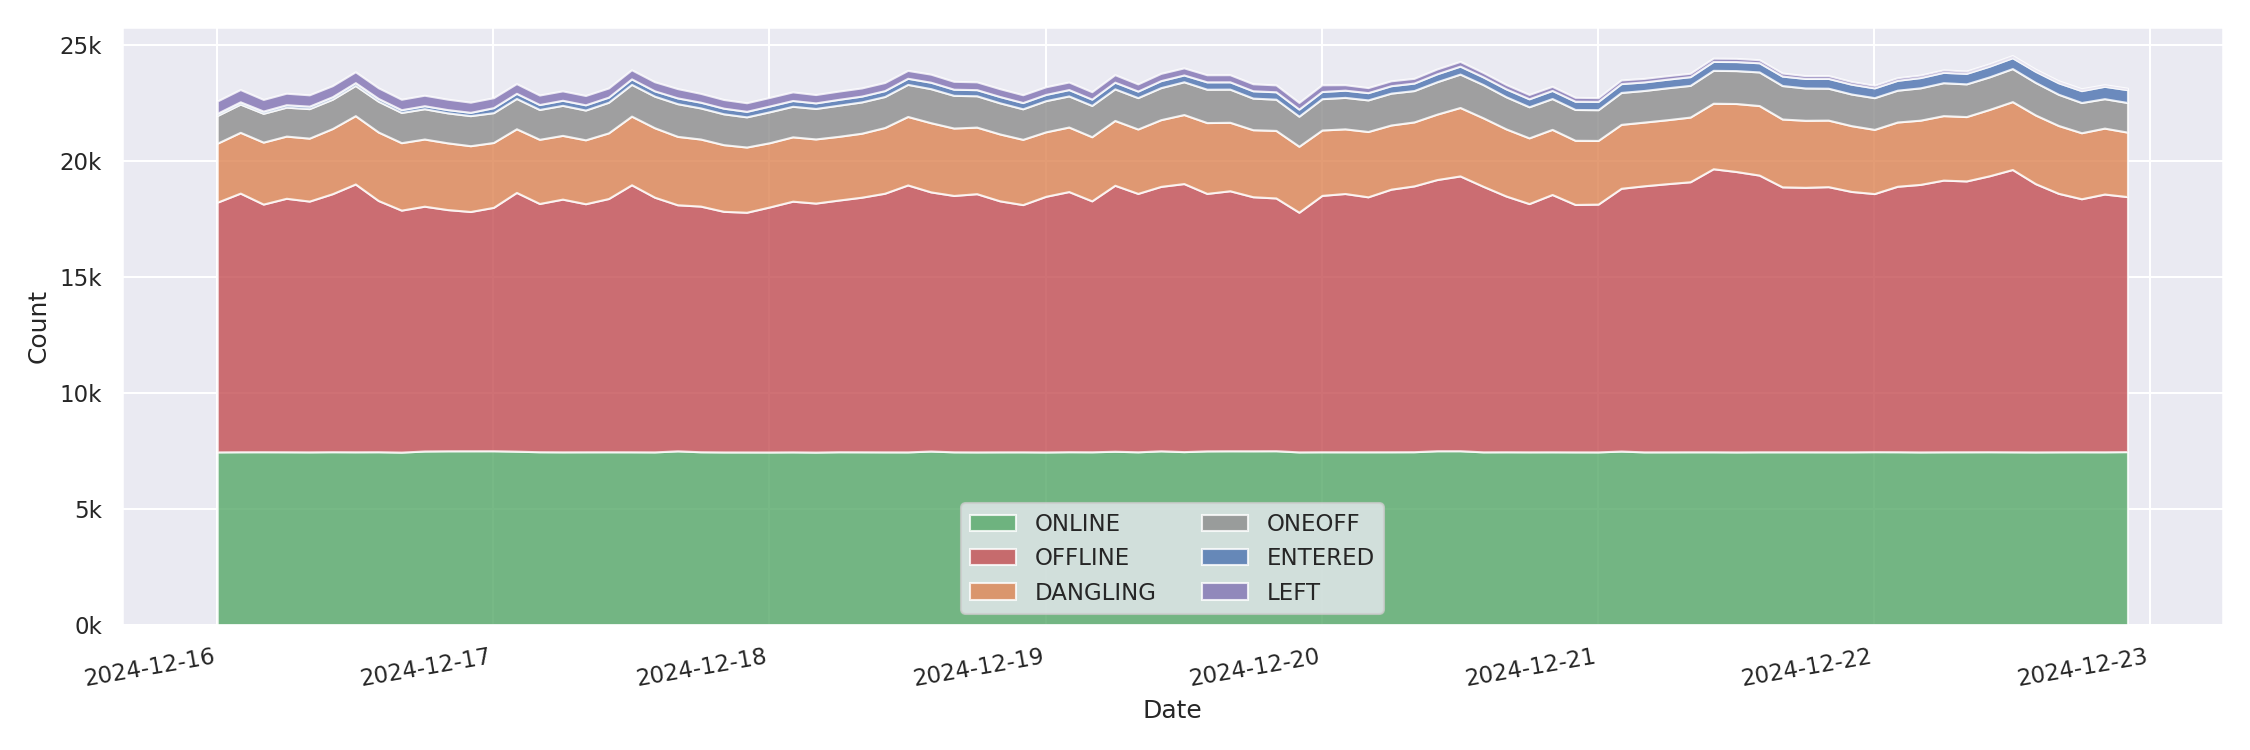 25k
20k
15k
10k
5k
0k
Count
ONLINE
OFFLINE
DANGLING
ONEOFF
ENTERED
LEFT
2024-12-16
2024-12-17
2024-12-18
2024-12-19
2024-12-20
2024-12-21
2024-12-22
2024-12-23
Date